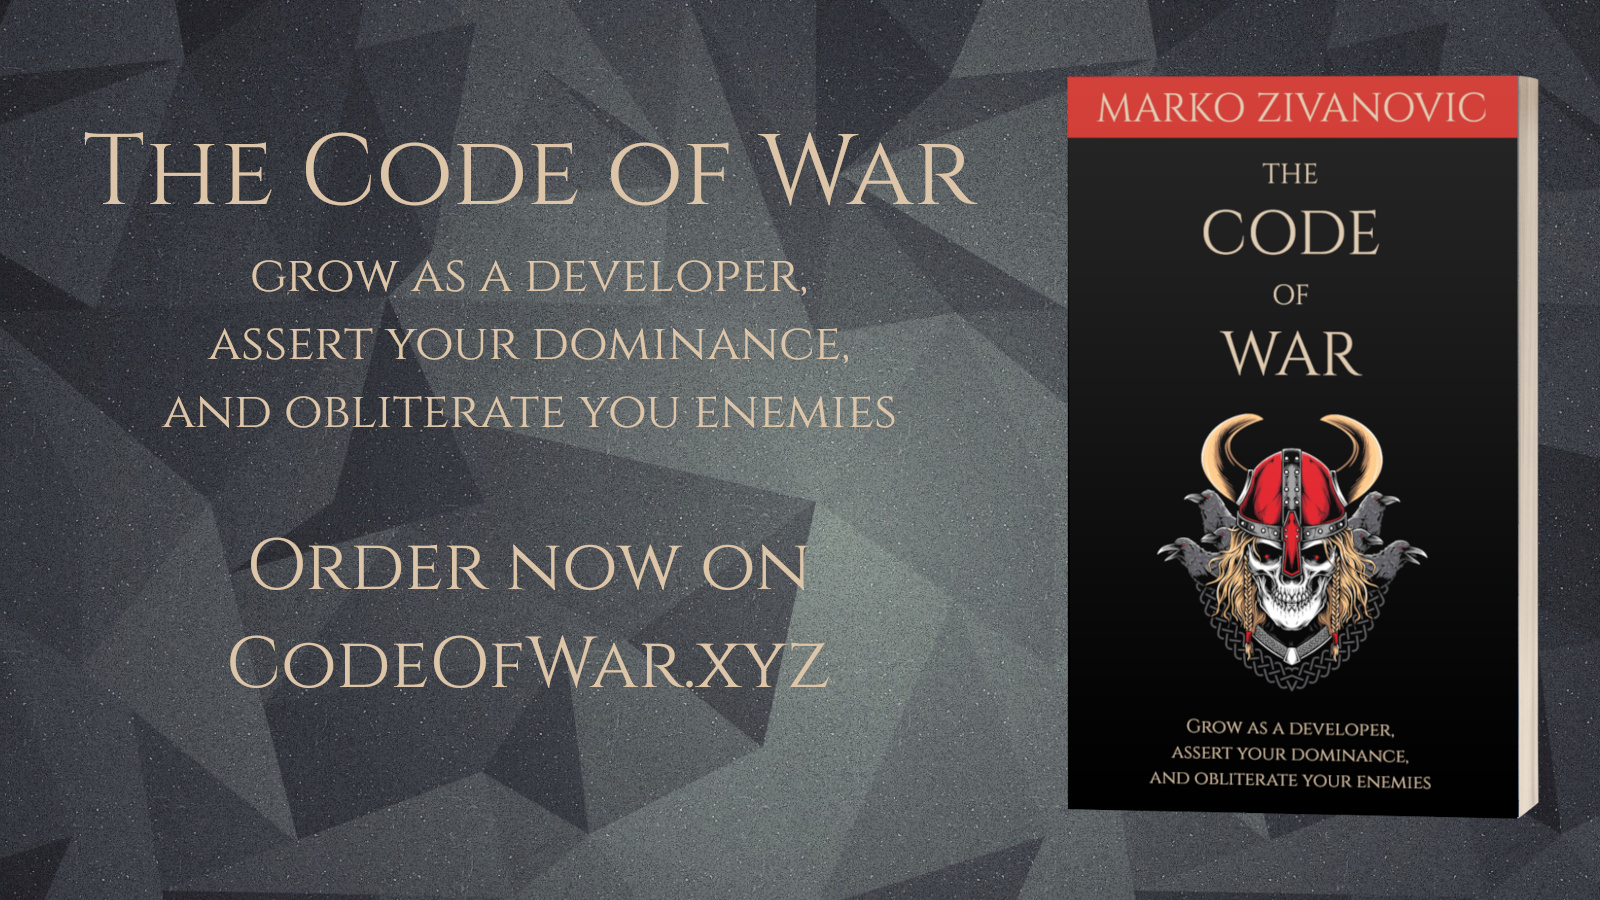 The Code of War
grow as a developer,
assert your dominance,
and obliterate you enemies
Order now on
CodeOfWar.xyz
MARKO ZIVANOVIC
THE
CODE
OF
WAR
Grow as a developer,
assert your dominance,
and obliterate your enemies